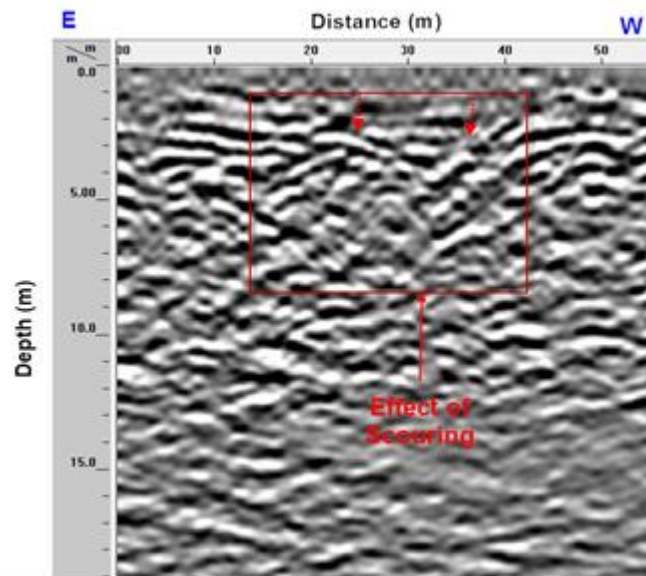 E Distance (m) W
m
m
00 10 20 30 40 50
0.0
5.00
10.0
15.0
Depth (m)
Effect of
Scouring